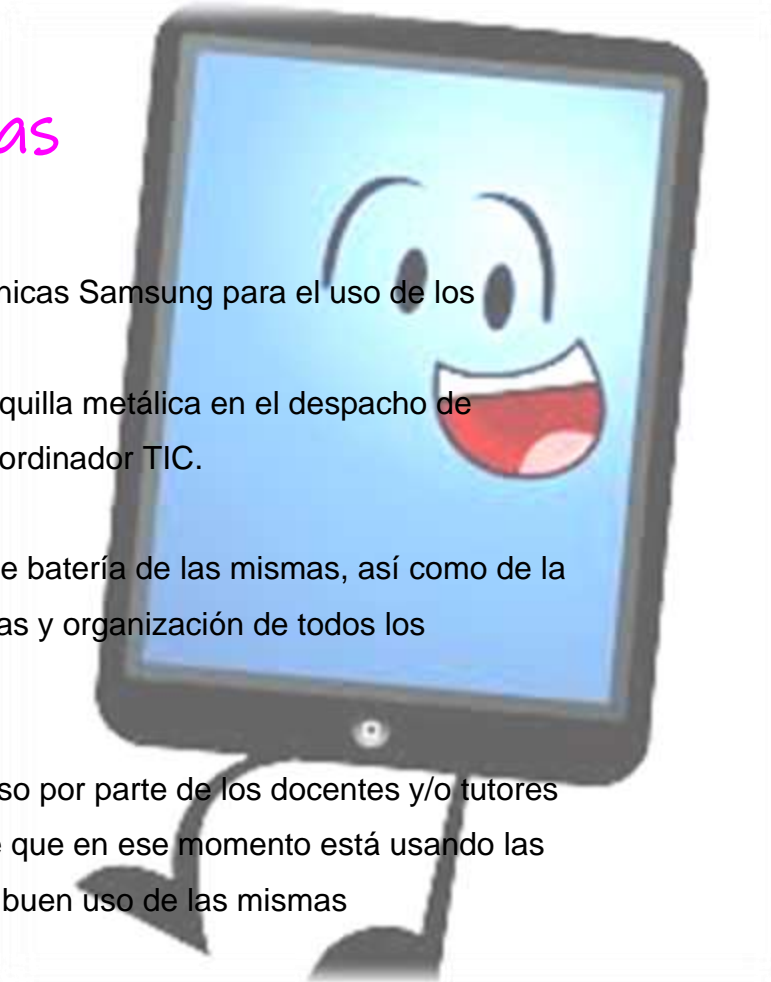 as
nicas Samsung para el uso de los
quilla metálica en el despacho de
ordinador TIC.
e batería de las mismas, así como de la
as y organización de todos los
so por parte de los docentes y/o tutores
e que en ese momento está usando las
buen uso de las mismas